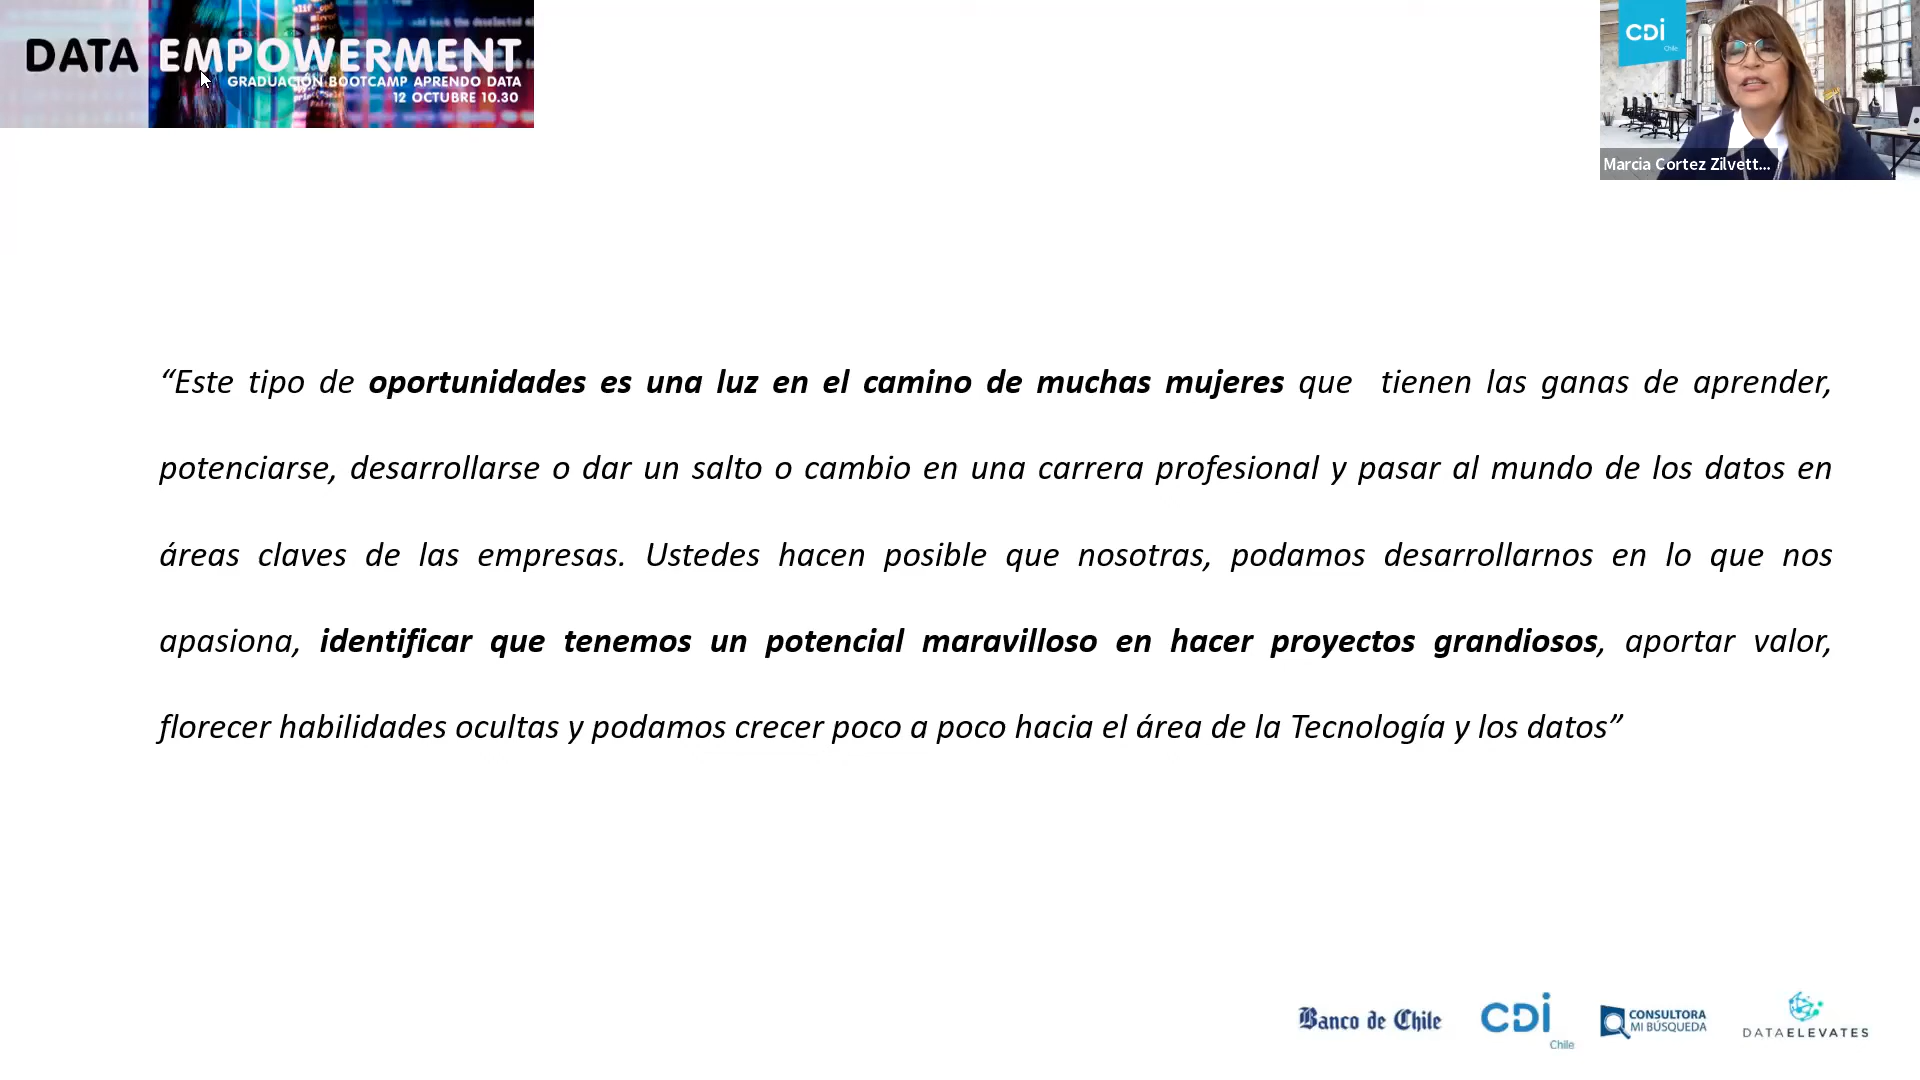 DATA EMPOWERMENT
GRADUACIÓN BOOTCAMP APRENDO DATA
12 OCTUBRE 10.30
CDI
Chile
Marcia Cortez Zilvett...
“Este tipo de oportunidades es una luz en el camino de muchas mujeres que tienen las ganas de aprender,
potenciarse, desarrollarse o dar un salto o cambio en una carrera profesional y pasar al mundo de los datos en
áreas claves de las empresas. Ustedes hacen posible que nosotras, podamos desarrollarnos en lo que nos
apasiona, identificar que tenemos un potencial maravilloso en hacer proyectos grandiosos, aportar valor,
florecer habilidades ocultas y podamos crecer poco a poco hacia el área de la Tecnología y los datos”
Banco de Chile
CDI
Chile
CONSULTORA
MI BÚSQUEDA
DATAELEVATES